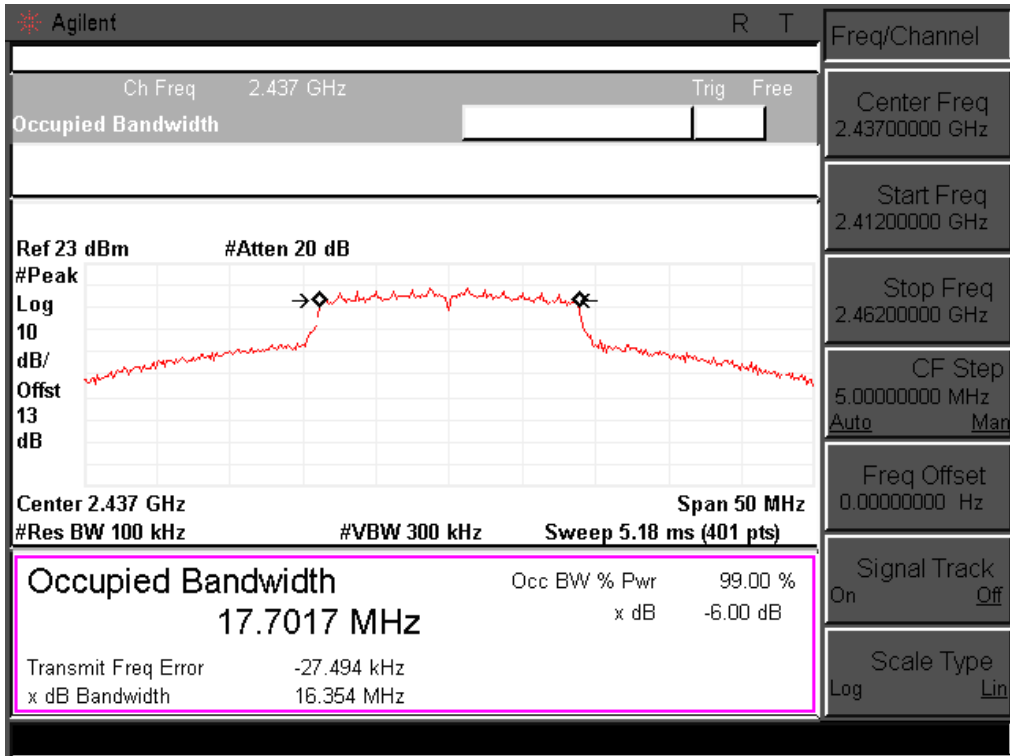 Agilent R T
Ch Freq 2.437 GHz Trig Free
Occupied Bandwidth
Ref 23 dBm #Atten 20 dB
#Peak
Log
10
dB/
Offst
13
dB
Center 2.437 GHz Span 50 MHz
#Res BW 100 kHz #VBW 300 kHz Sweep 5.18 ms (401 pts)
Occupied Bandwidth
17.7017 MHz
Occ BW % Pwr 99.00 %
x dB -6.00 dB
Transmit Freq Error -27.494 kHz
x dB Bandwidth 16.354 MHz
Freq/Channel
Center Freq
2.43700000 GHz
Start Freq
2.41200000 GHz
Stop Freq
2.46200000 GHz
CF Step
5.00000000 MHz
Auto Man
Freq Offset
0.00000000 Hz
Signal Track
On Off
Scale Type
Log Lin